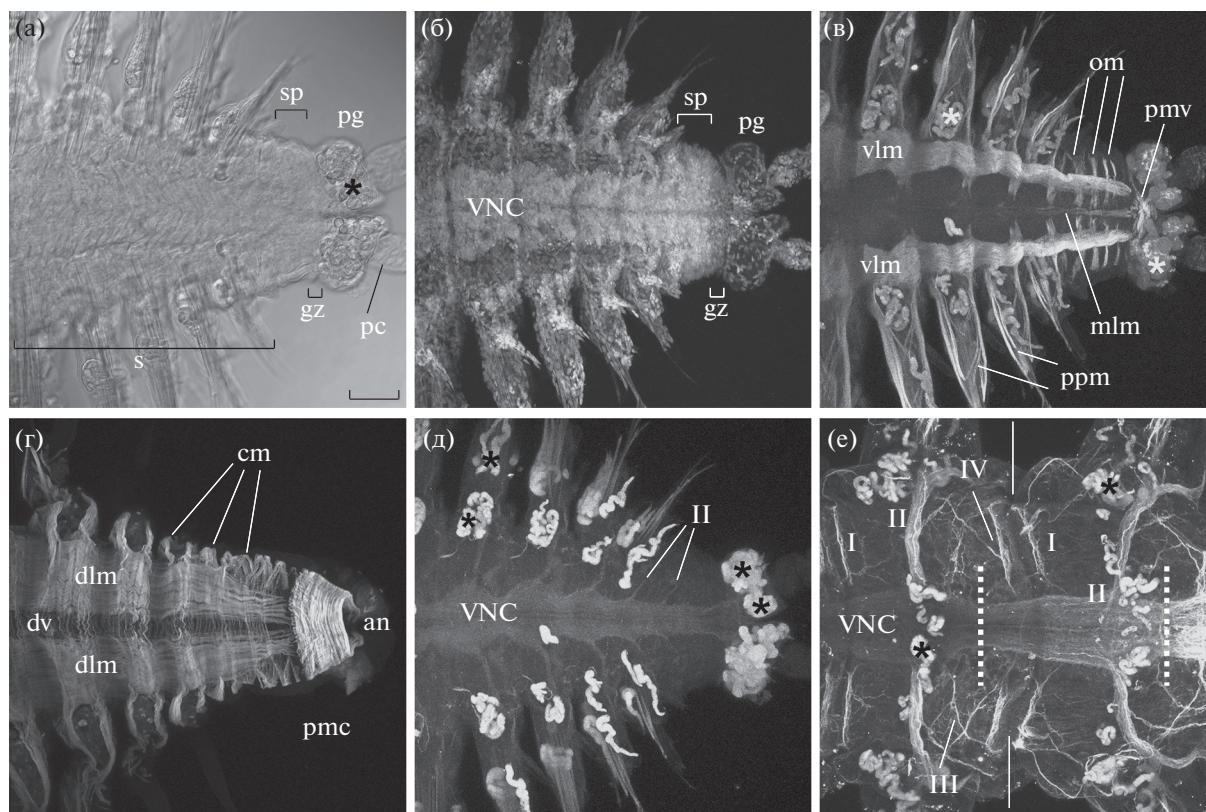 (а)
sp
pg
*
gz
pc
s
(б)
sp
pg
VNC
gz
(в)
om
pmv
*
vlm
vlm
*
mlm
ppm
(г)
cm
dlm
dv
an
dlm
pmc
(д)
*
*
II
*
*
VNC
(е)
IV
*
II
I
I
II
VNC
*
III